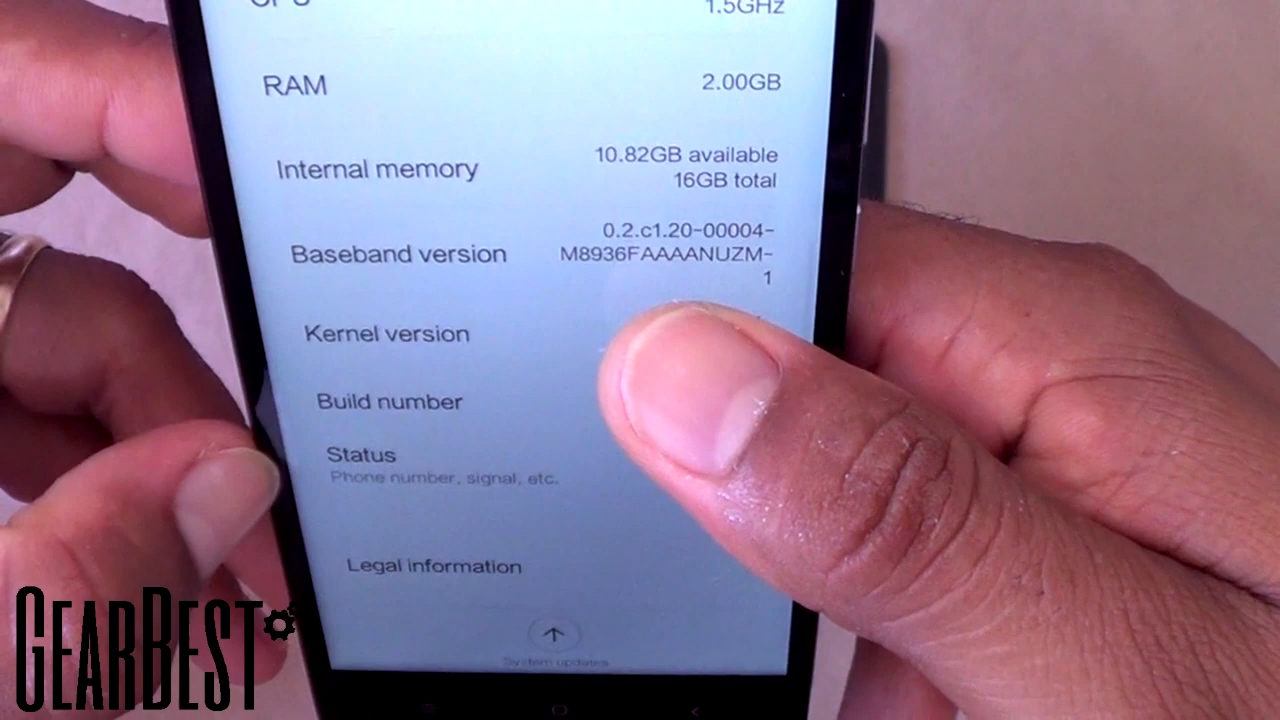 CPU
1.5GHz
RAM
2.00GB
Internal memory
10.82GB available
16GB total
Baseband version
0.2.c1.20-00004-
M8936FAAAANUZM-
1
Kernel version
Build number
Status
Phone number, signal, etc.
Legal information
System updates
GEARBEST